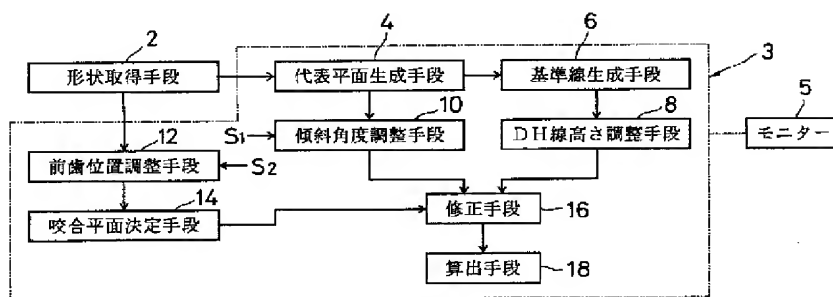 2
4
6
3
形状取得手段
代表平面生成手段
基準線生成手段
5
10
8
モニター
S1
傾斜角度調整手段
DH線高さ調整手段
12
前歯位置調整手段
S2
14
咬合平面決定手段
修正手段
16
算出手段
18